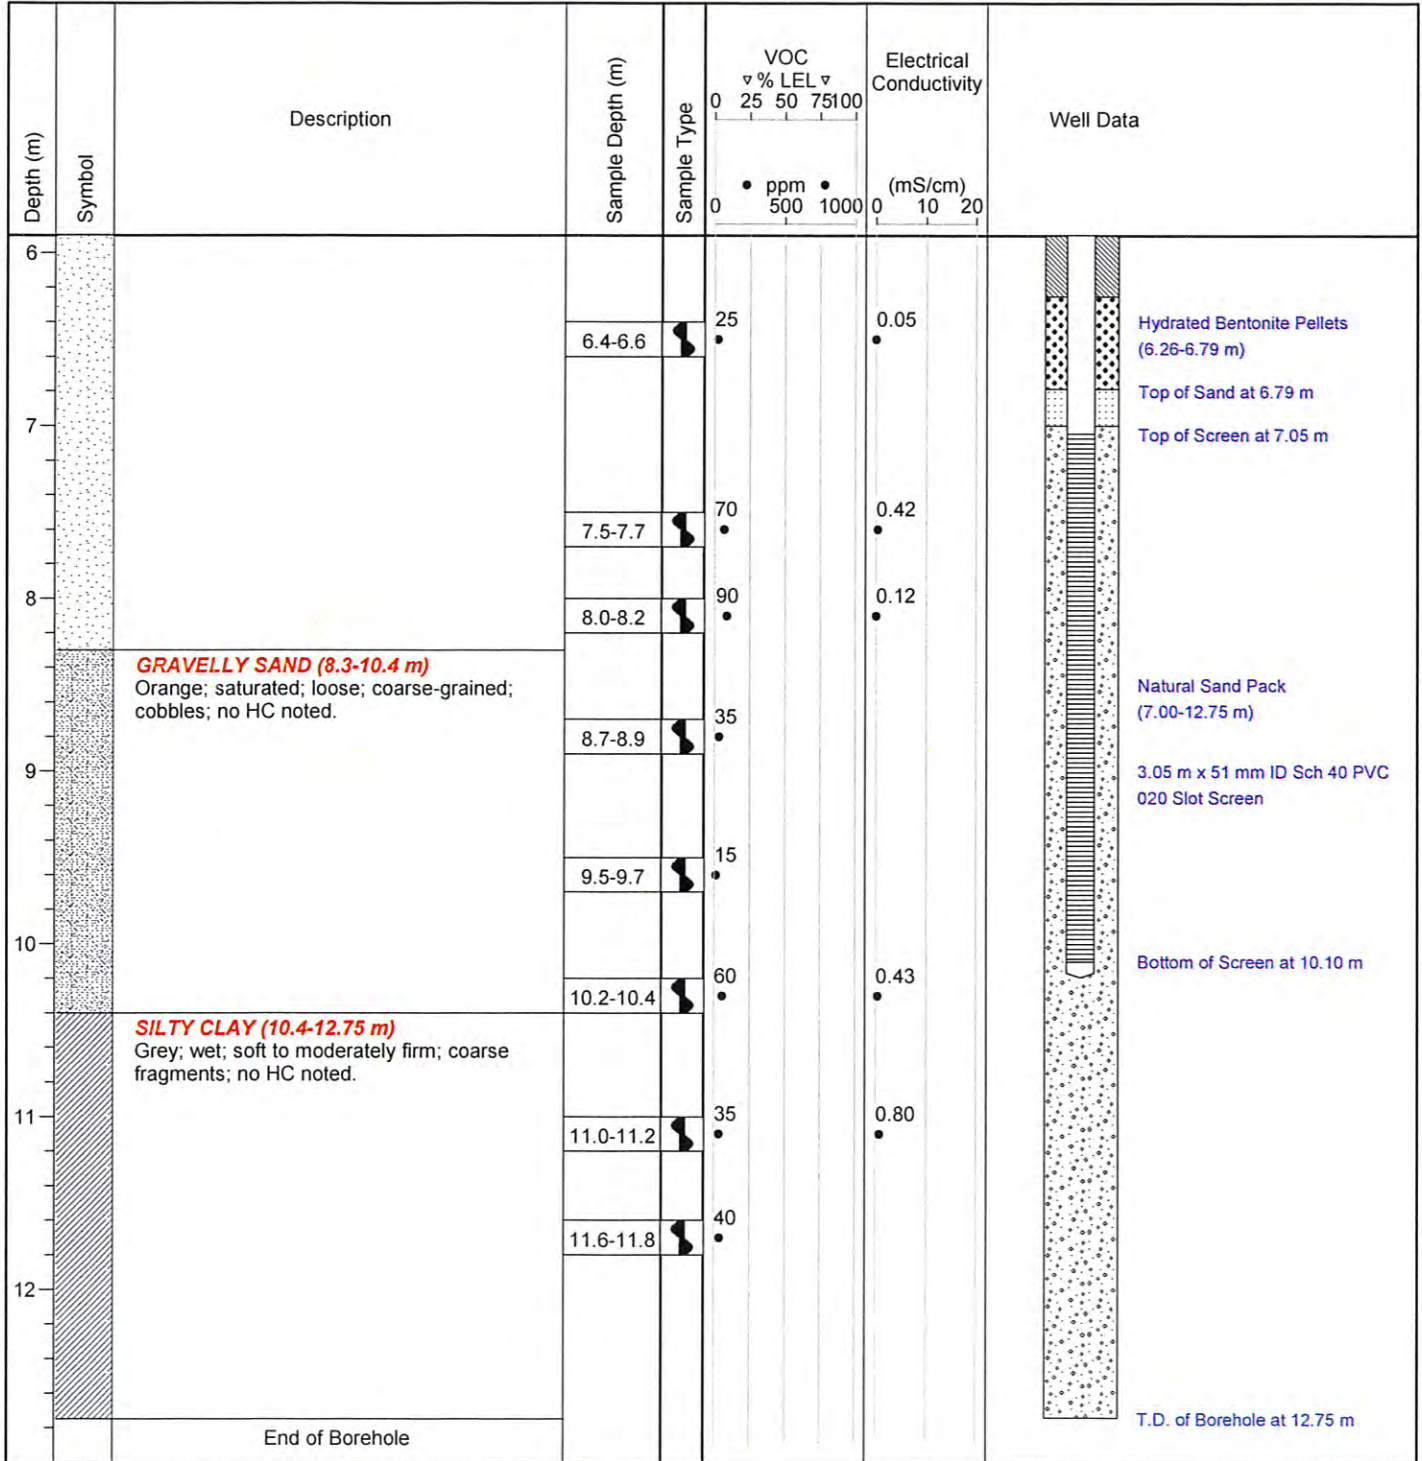 Depth (m)
Symbol
Description
Sample Depth (m)
Sample Type
VOC
▿ % LEL ▿
0 25 50 75 100
• ppm •
0 500 1000
Electrical
Conductivity
(mS/cm)
0 10 20
Well Data
6
25
0.05
6.4-6.6
Hydrated Bentonite Pellets
(6.26-6.79 m)
Top of Sand at 6.79 m
7
Top of Screen at 7.05 m
70
0.42
7.5-7.7
8
90
0.12
8.0-8.2
GRAVELLY SAND (8.3-10.4 m)
Orange; saturated; loose; coarse-grained;
cobbles; no HC noted.
Natural Sand Pack
(7.00-12.75 m)
35
8.7-8.9
9
3.05 m x 51 mm ID Sch 40 PVC
020 Slot Screen
15
9.5-9.7
10
Bottom of Screen at 10.10 m
60
0.43
10.2-10.4
SILTY CLAY (10.4-12.75 m)
Grey; wet; soft to moderately firm; coarse
fragments; no HC noted.
11
35
0.80
11.0-11.2
40
11.6-11.8
12
T.D. of Borehole at 12.75 m
End of Borehole